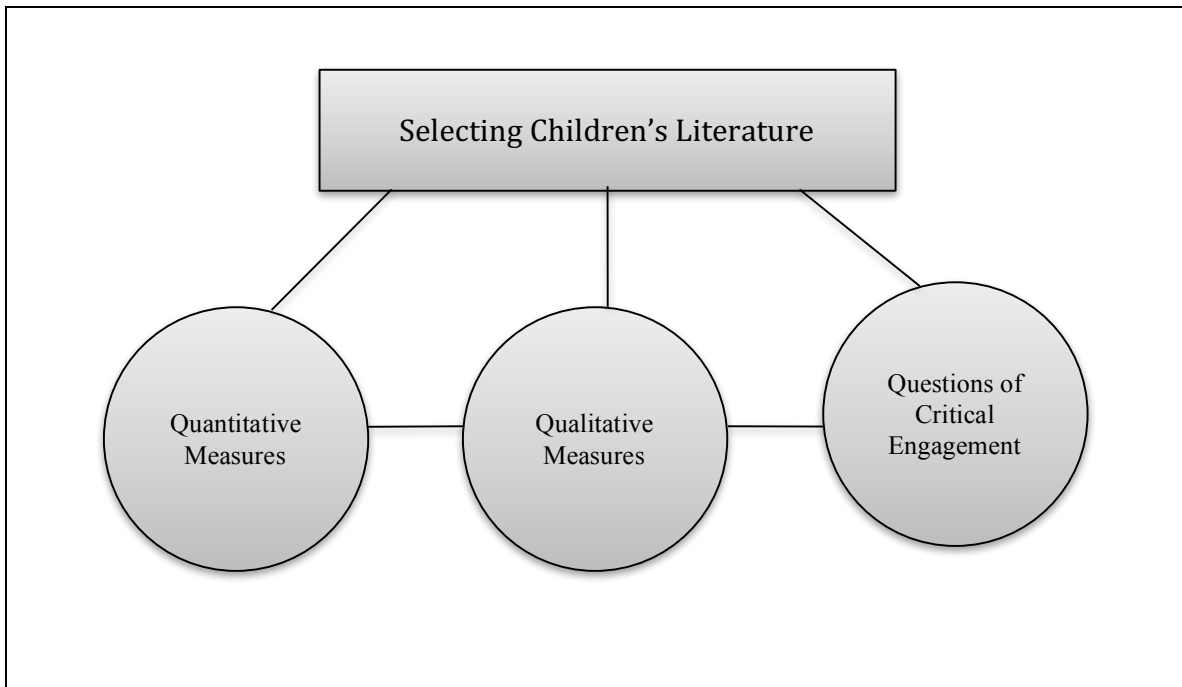 Selecting Children’s Literature
Quantitative
Measures
Qualitative
Measures
Questions of
Critical
Engagement